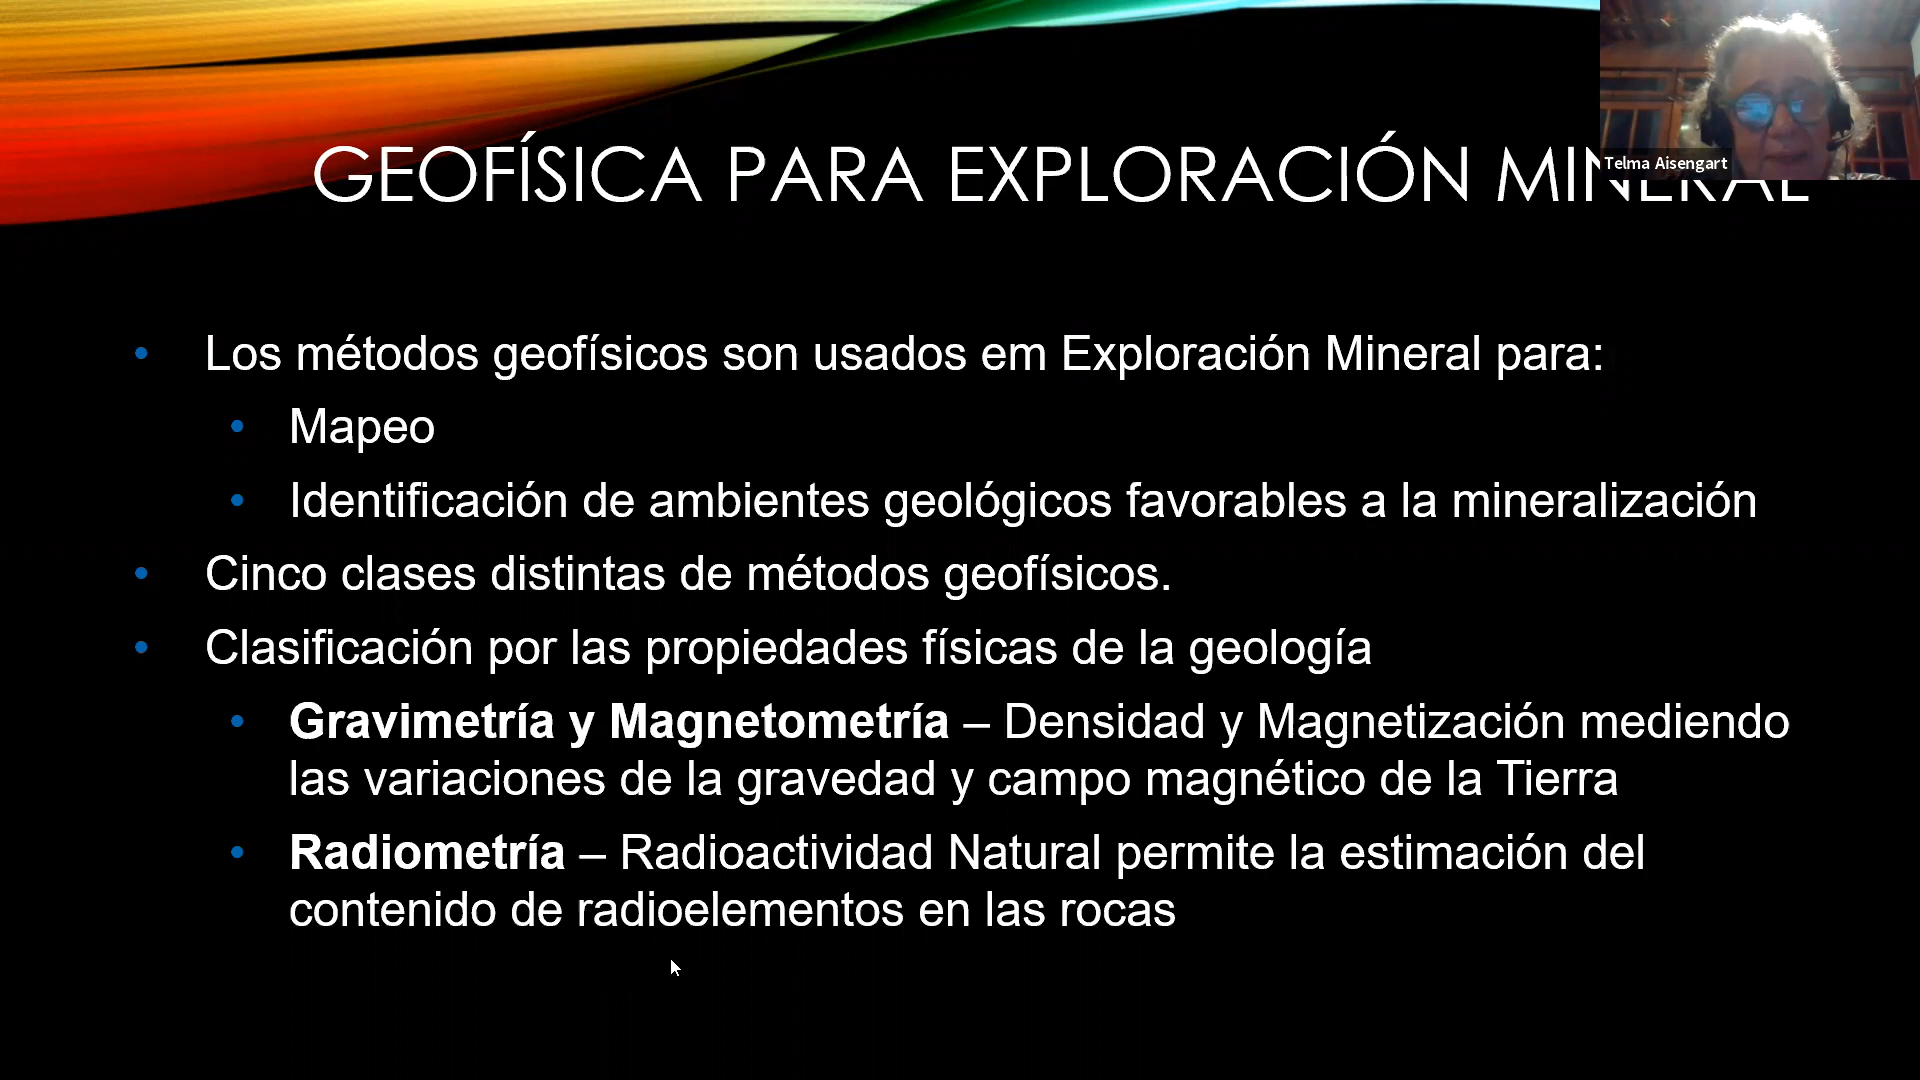 GEOFÍSICA PARA EXPLORACIÓN MINERAL
Telma Aisengart
• Los métodos geofísicos son usados em Exploración Mineral para:
• Mapeo
• Identificación de ambientes geológicos favorables a la mineralización
• Cinco clases distintas de métodos geofísicos.
• Clasificación por las propiedades físicas de la geología
• Gravimetría y Magnetometría – Densidad y Magnetización mediendo
las variaciones de la gravedad y campo magnético de la Tierra
• Radiometría – Radioactividad Natural permite la estimación del
contenido de radioelementos en las rocas